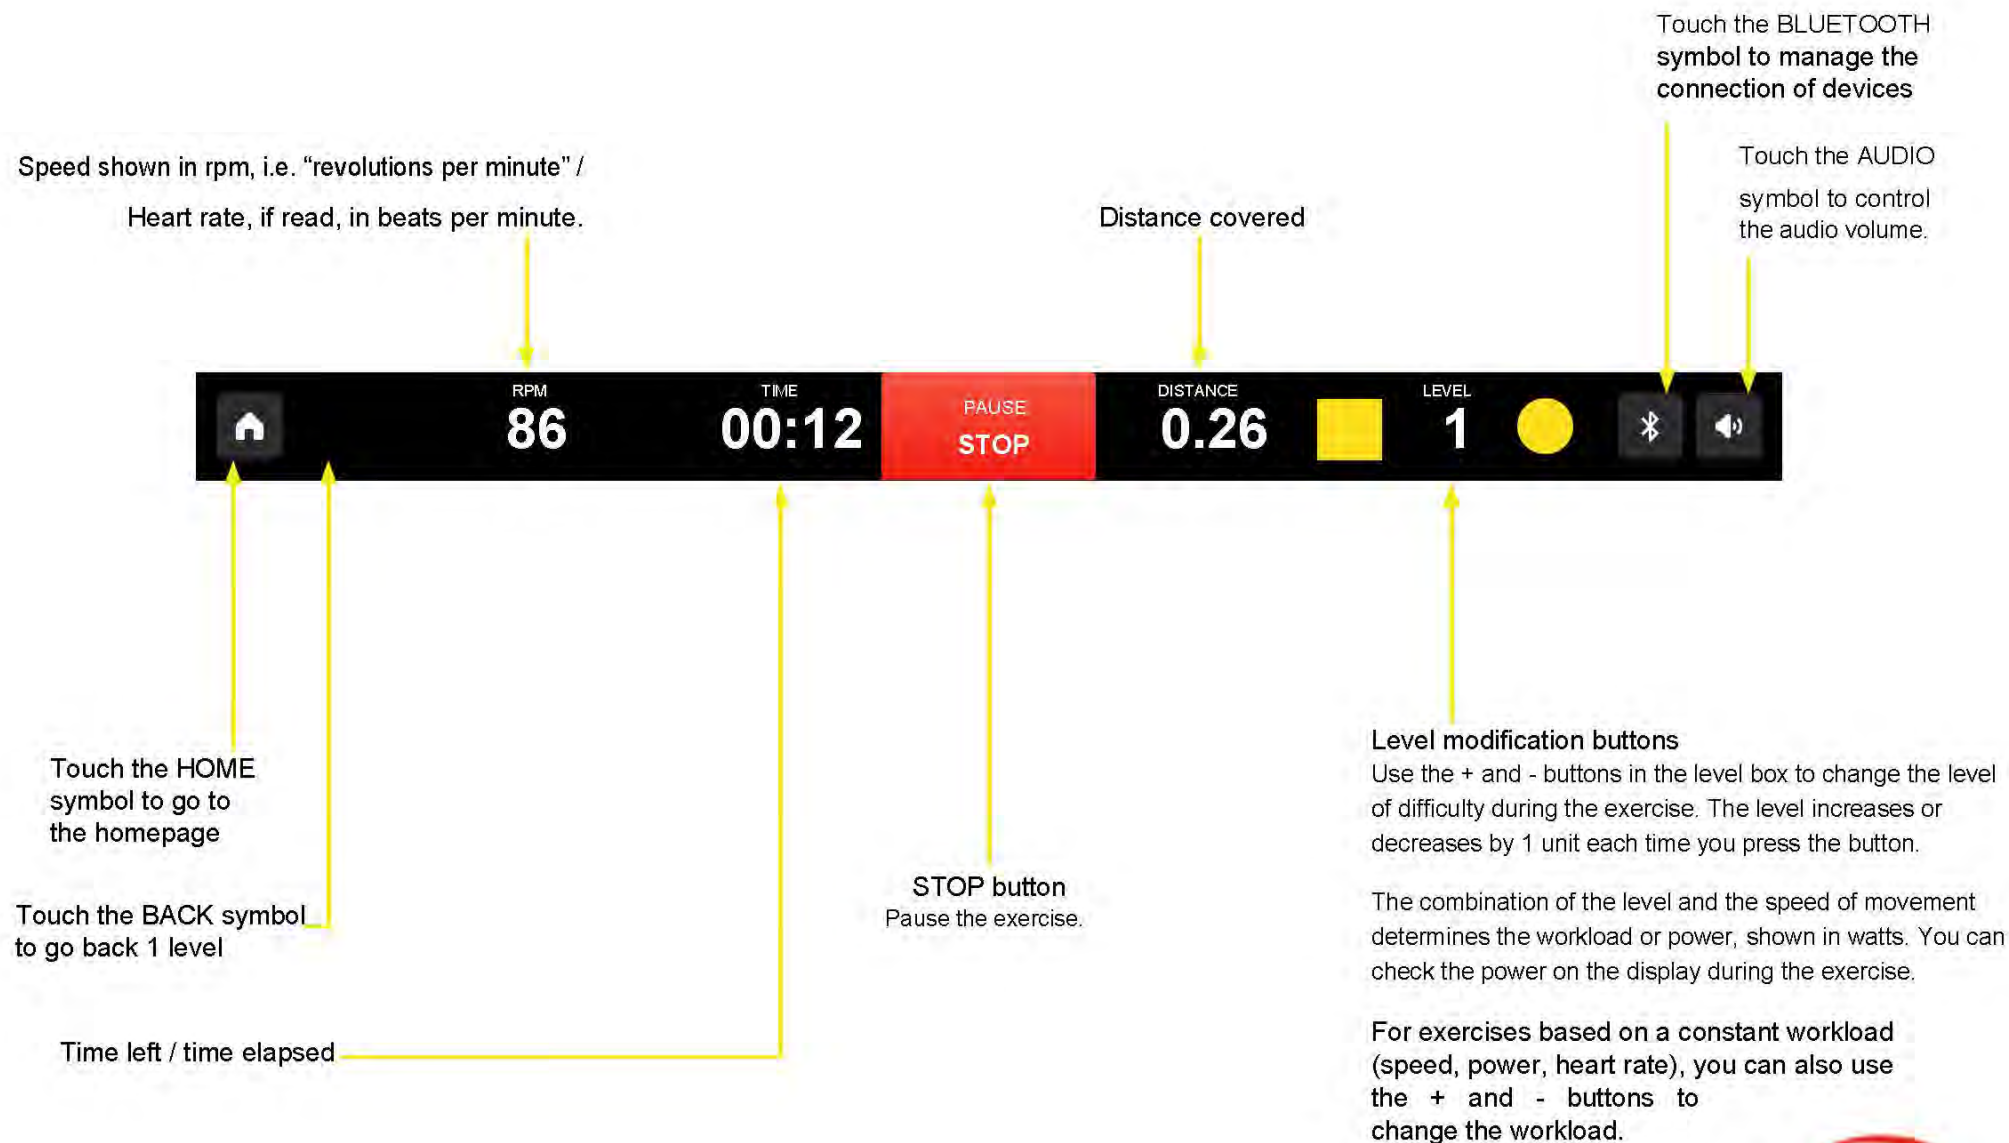 Touch the BLUETOOTH
symbol to manage the
connection of devices
Speed shown in rpm, i.e. “revolutions per minute” /
Heart rate, if read, in beats per minute.
Distance covered
Touch the AUDIO
symbol to control
the audio volume.
RPM
86
TIME
00:12
PAUSE
STOP
DISTANCE
0.26
LEVEL
1
Touch the HOME
symbol to go to
the homepage
Touch the BACK symbol
to go back 1 level
Time left / time elapsed
STOP button
Pause the exercise.
Level modification buttons
Use the + and - buttons in the level box to change the level
of difficulty during the exercise. The level increases or
decreases by 1 unit each time you press the button.
The combination of the level and the speed of movement
determines the workload or power, shown in watts. You can
check the power on the display during the exercise.
For exercises based on a constant workload
(speed, power, heart rate), you can also use
the + and - buttons to
change the workload.